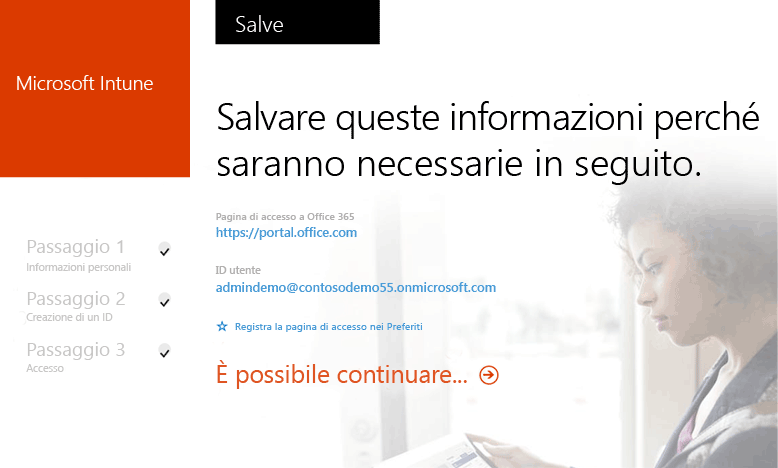 Microsoft Intune
Salve
Salvare queste informazioni perché
saranno necessarie in seguito.
Passaggio 1
Informazioni personali
Passaggio 2
Creazione di un ID
Passaggio 3
Accesso
Pagina di accesso a Office 365
https://portal.office.com
ID utente
admindemo@contosodemo55.onmicrosoft.com
Registra la pagina di accesso nei Preferiti
È possibile continuare...